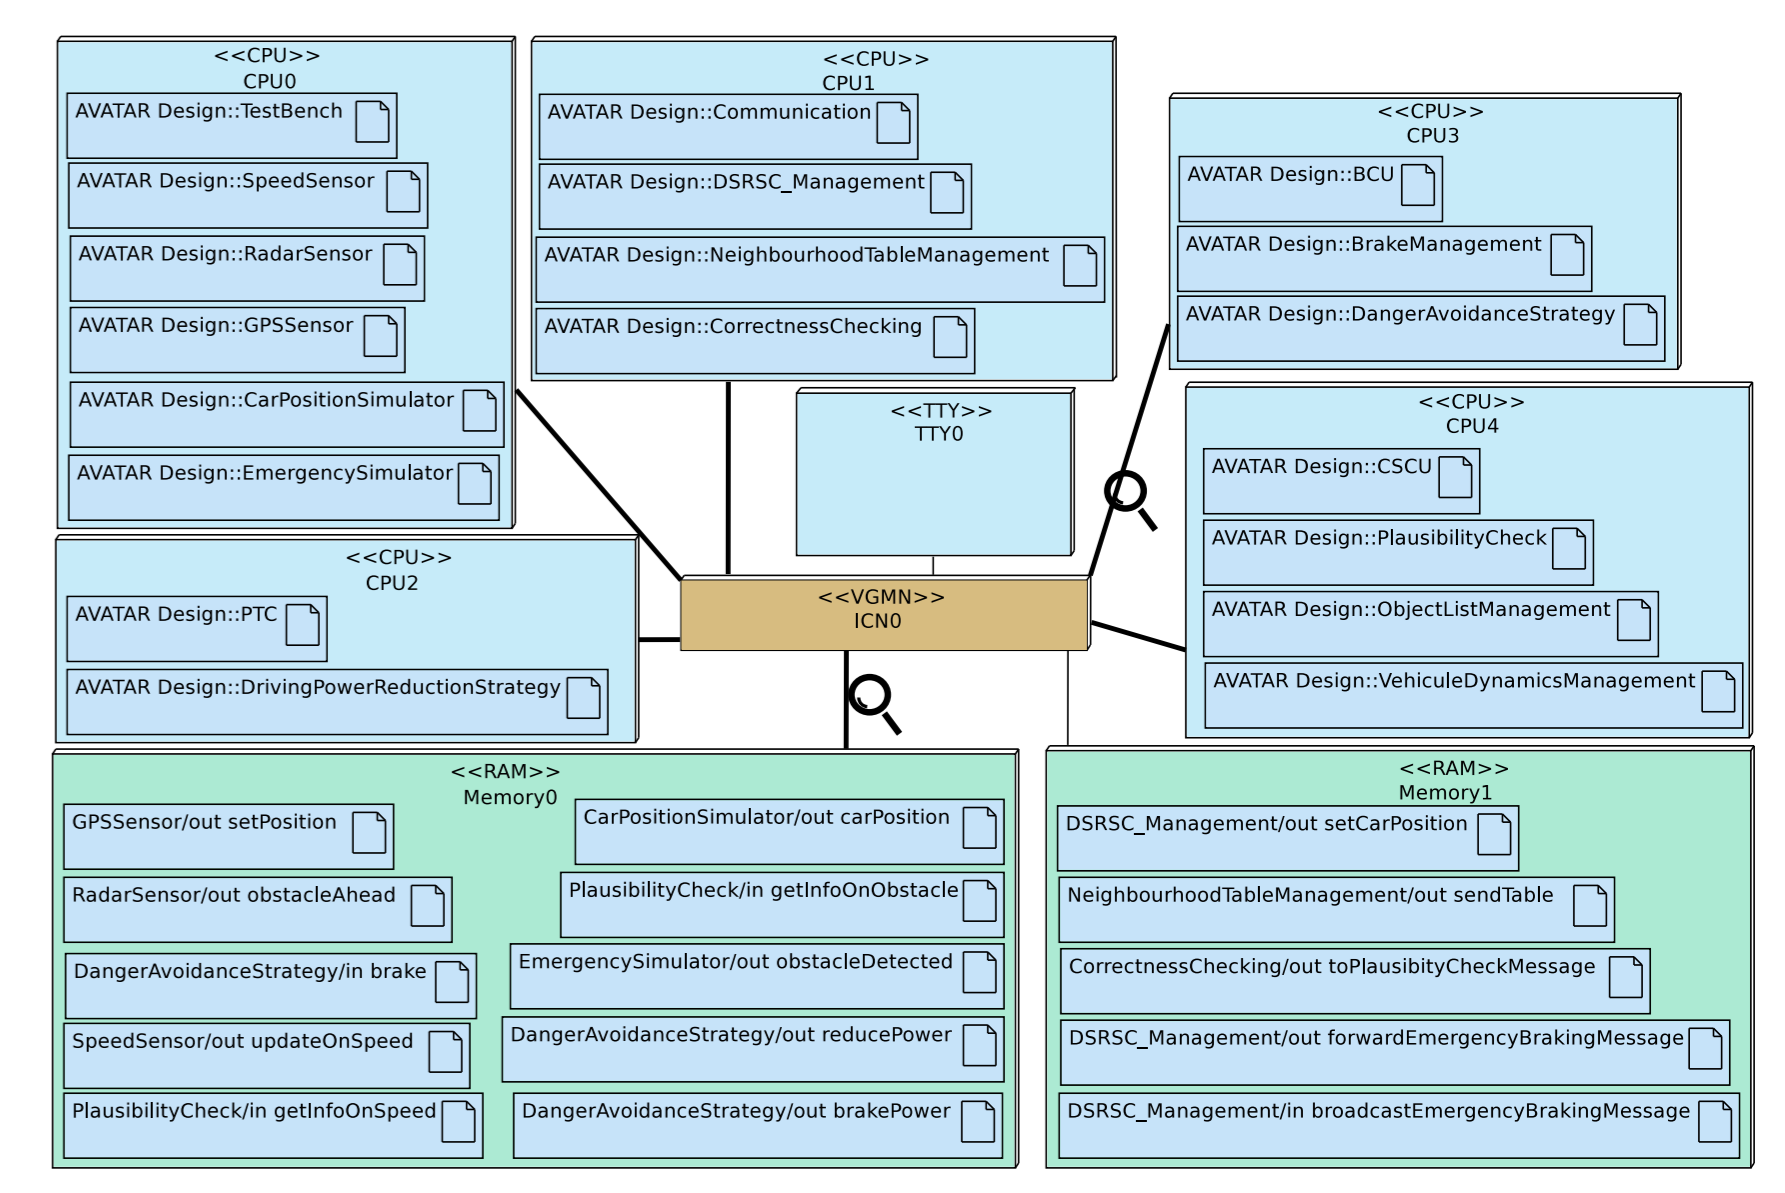 <<CPU>>
CPU0
AVATAR Design::TestBench
AVATAR Design::SpeedSensor
AVATAR Design::RadarSensor
AVATAR Design::GPSSensor
AVATAR Design::CarPositionSimulator
AVATAR Design::EmergencySimulator
<<CPU>>
CPU1
AVATAR Design::Communication
AVATAR Design::DSRSC_Management
AVATAR Design::NeighbourhoodTableManagement
AVATAR Design::CorrectnessChecking
<<CPU>>
CPU3
AVATAR Design::BCU
AVATAR Design::BrakeManagement
AVATAR Design::DangerAvoidanceStrategy
<<TTY>>
TTY0
<<CPU>>
CPU4
AVATAR Design::CSCU
AVATAR Design::PlausibilityCheck
AVATAR Design::ObjectListManagement
AVATAR Design::VehiculeDynamicsManagement
<<CPU>>
CPU2
AVATAR Design::PTC
AVATAR Design::DrivingPowerReductionStrategy
<<VGMN>>
ICN0
<<RAM>>
Memory0
GPSSensor/out setPosition
RadarSensor/out obstacleAhead
DangerAvoidanceStrategy/in brake
SpeedSensor/out updateOnSpeed
PlausibilityCheck/in getInfoOnSpeed
CarPositionSimulator/out carPosition
PlausibilityCheck/in getInfoOnObstacle
EmergencySimulator/out obstacleDetected
DangerAvoidanceStrategy/out reducePower
DangerAvoidanceStrategy/out brakePower
<<RAM>>
Memory1
DSRSC_Management/out setCarPosition
NeighbourhoodTableManagement/out sendTable
CorrectnessChecking/out toPlausibityCheckMessage
DSRSC_Management/out forwardEmergencyBrakingMessage
DSRSC_Management/in broadcastEmergencyBrakingMessage